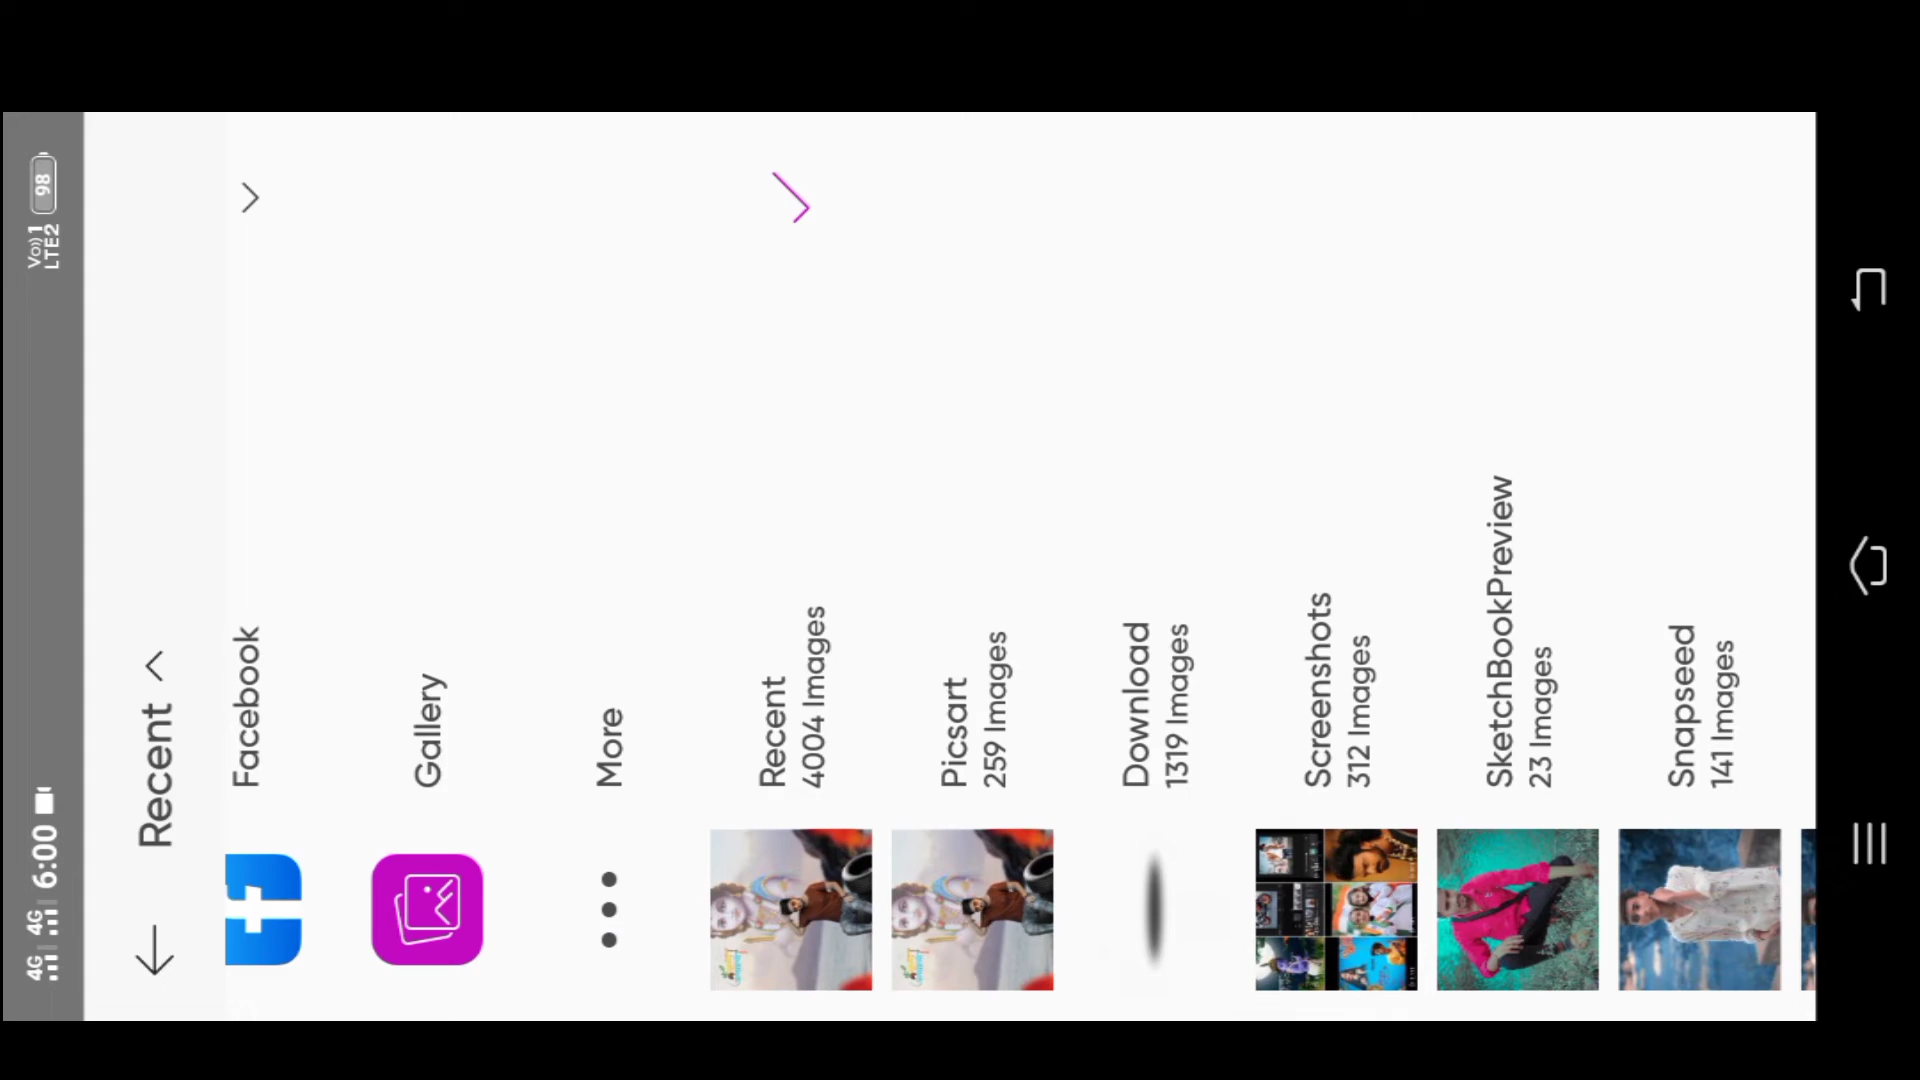 4G 4G 6:00 Vo)) 1 LTE2 98
Recent
Facebook
Gallery
More
Recent
4004 Images
Picsart
259 Images
Download
1319 Images
Screenshots
312 Images
SketchBookPreview
23 Images
Snapseed
141 Images